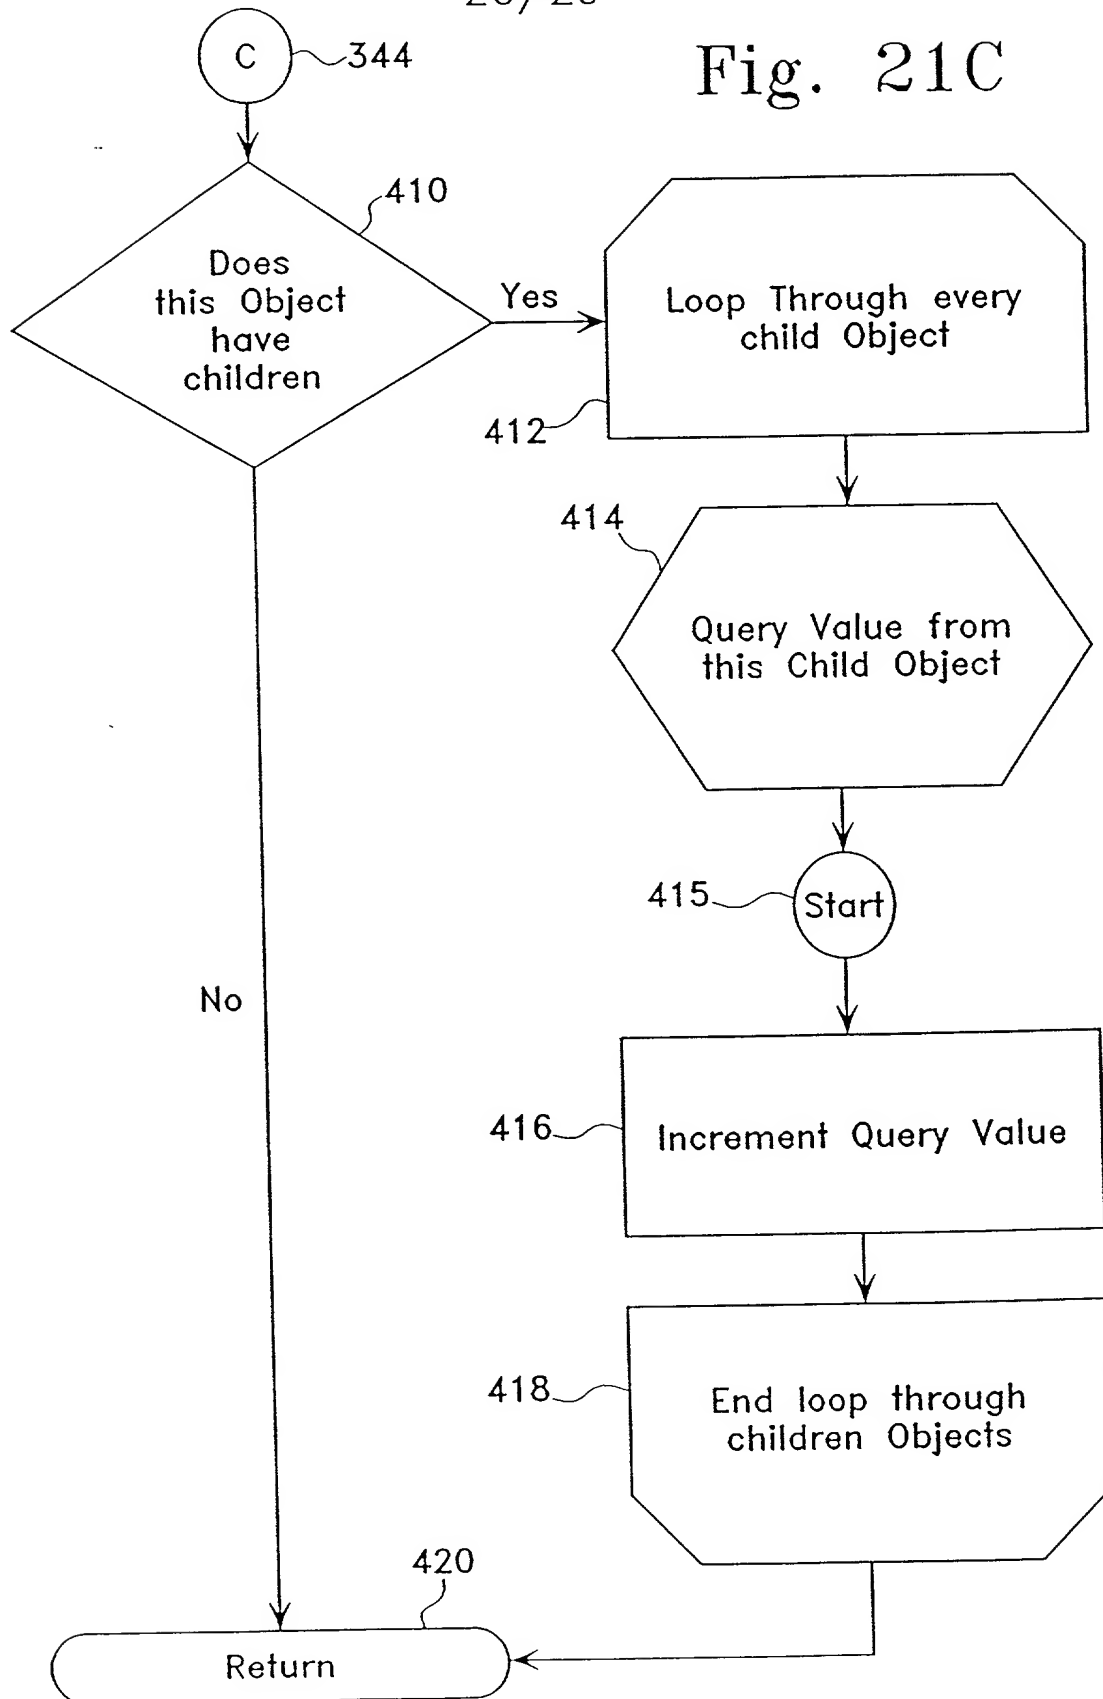 Fig. 21C
C
344
410
Does
this Object
have
children
Yes
Loop Through every
child Object
412
414
Query Value from
this Child Object
415
Start
No
416
Increment Query Value
418
End loop through
children Objects
420
Return